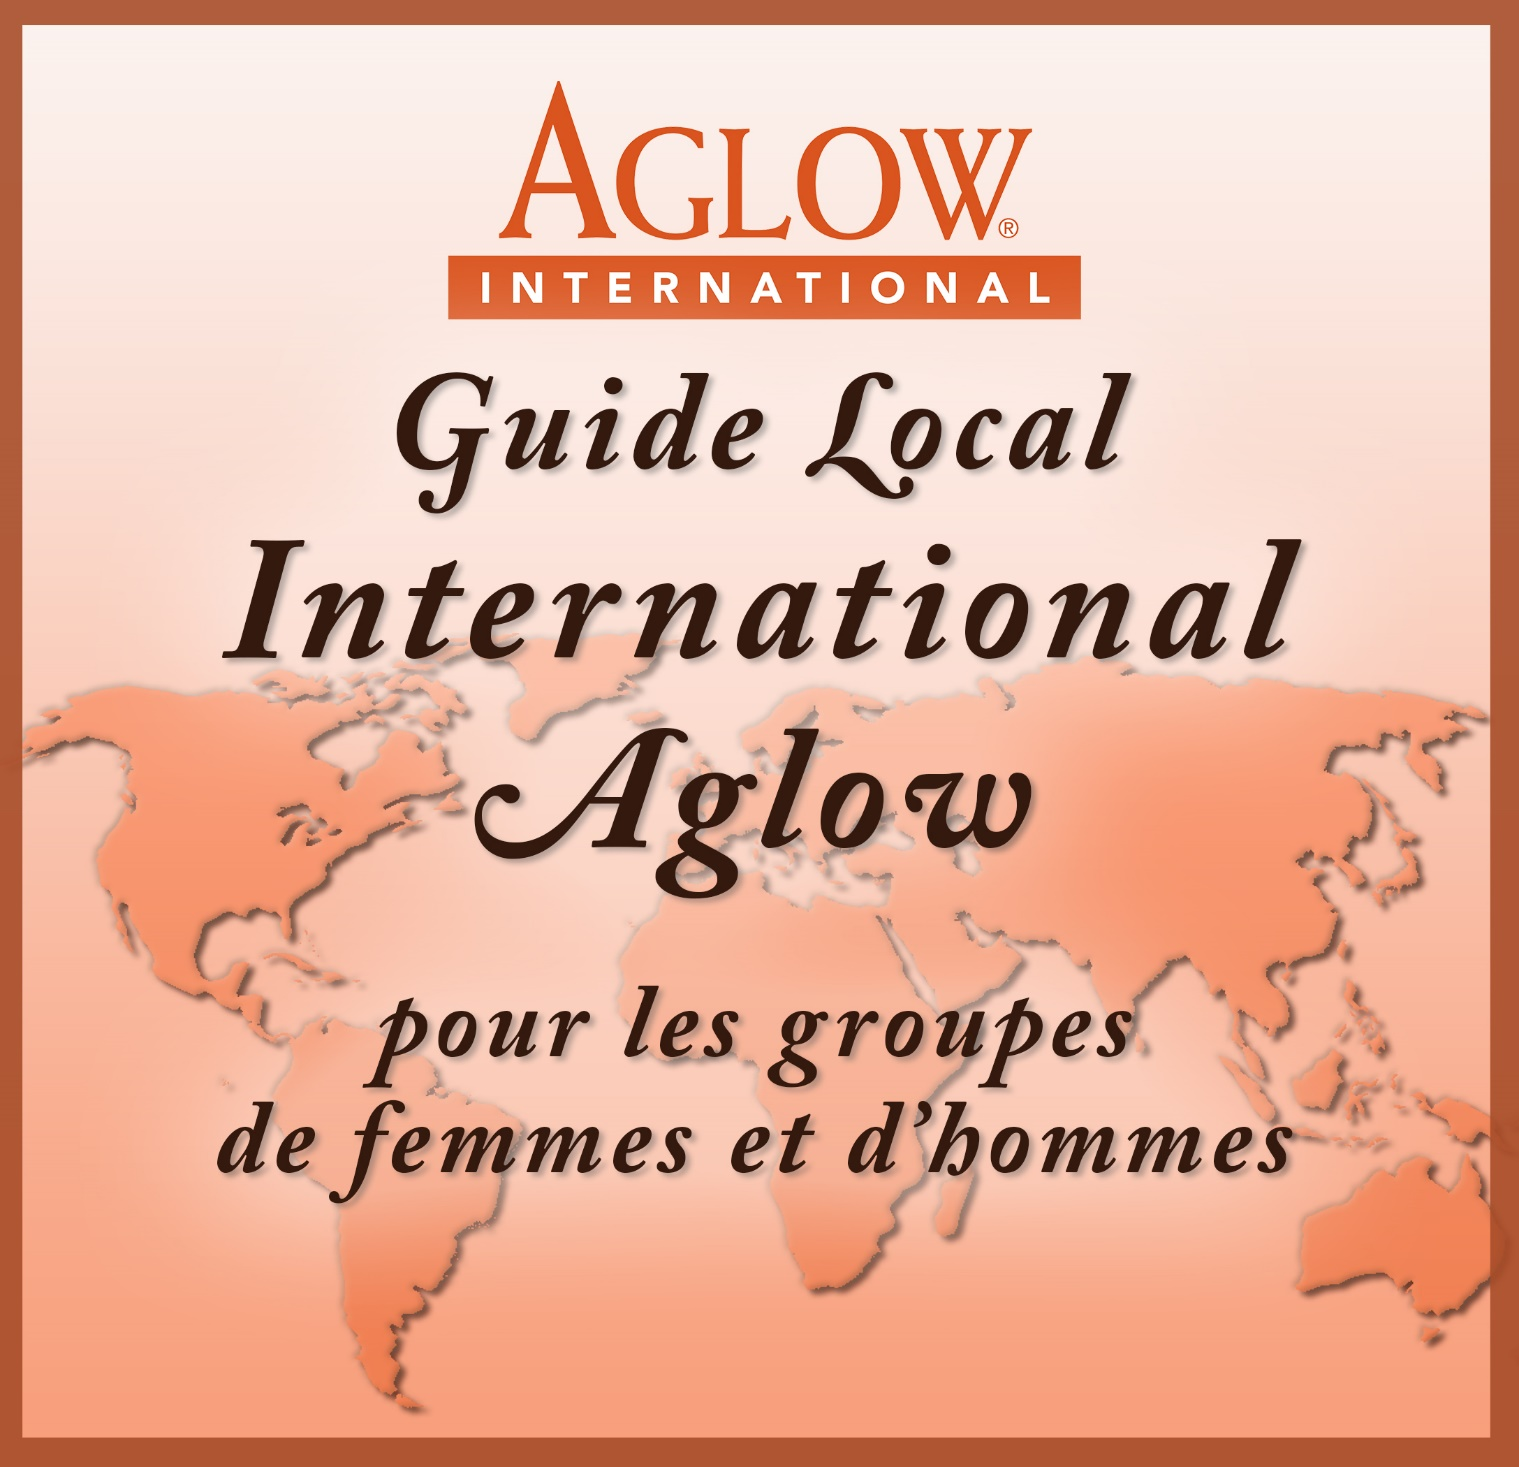 AGLOW®
INTERNATIONAL
Guide Local
International
Aglow
pour les groupes
de femmes et d’hommes